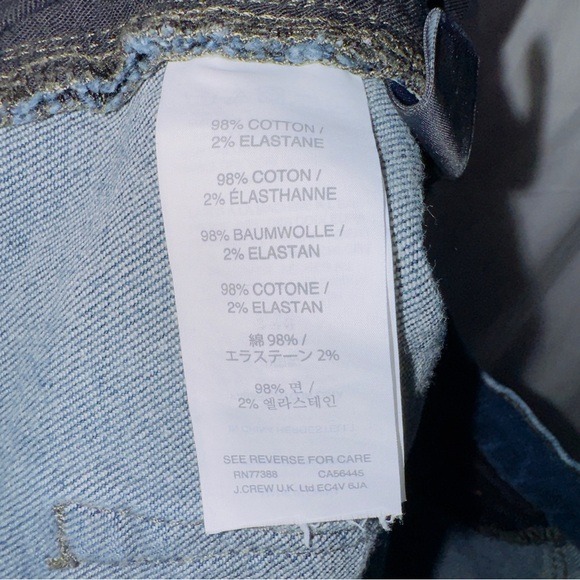 98% COTTON /
2% ELASTANE
98% COTON /
2% ÉLASTHANNE
98% BAUMWOLLE /
2% ELASTAN
98% COTONE /
2% ELASTAN
綿 98% /
エラステーン 2%
98% 면 /
2% 엘라스테인
SEE REVERSE FOR CARE
RN77388 CA56445
J.CREW U.K. Ltd EC4V 6JA